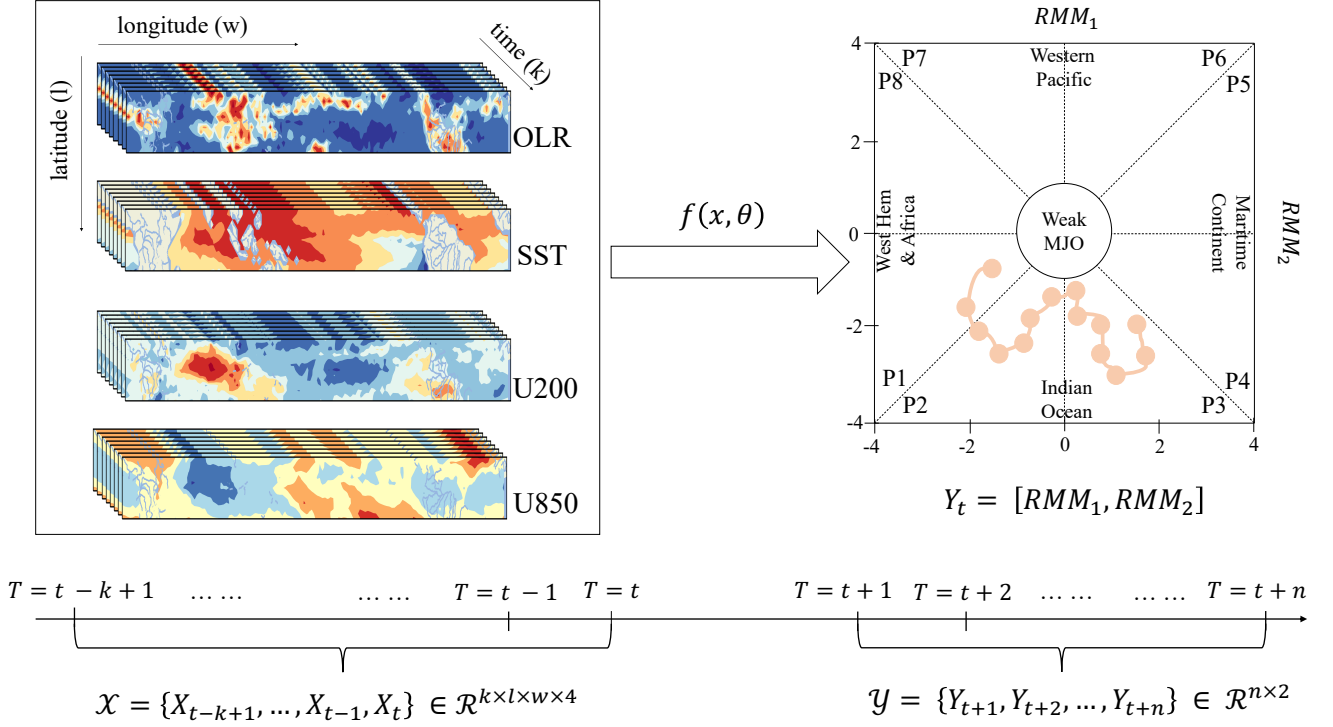 longitude (w)
time (k)
latitude (l)
OLR
SST
U200
U850
f(x, θ)
RMM₁
4
2
0
-2
-4
P7
P8
Western
Pacific
P6
P5
West Hem
& Africa
Weak
MJO
Maritime
Continent
RMM₂
P1
P2
Indian
Ocean
P4
P3
-4
-2
0
2
4
Y_t = [RMM₁, RMM₂]
T = t − k + 1 ... ... ... ... T = t − 1 T = t T = t + 1 T = t + 2 ... ... ... ... T = t + n
𝒳 = {X_{t−k+1}, …, X_{t−1}, X_t} ∈ ℛ^{k×l×w×4}
𝒴 = {Y_{t+1}, Y_{t+2}, …, Y_{t+n}} ∈ ℛ^{n×2}